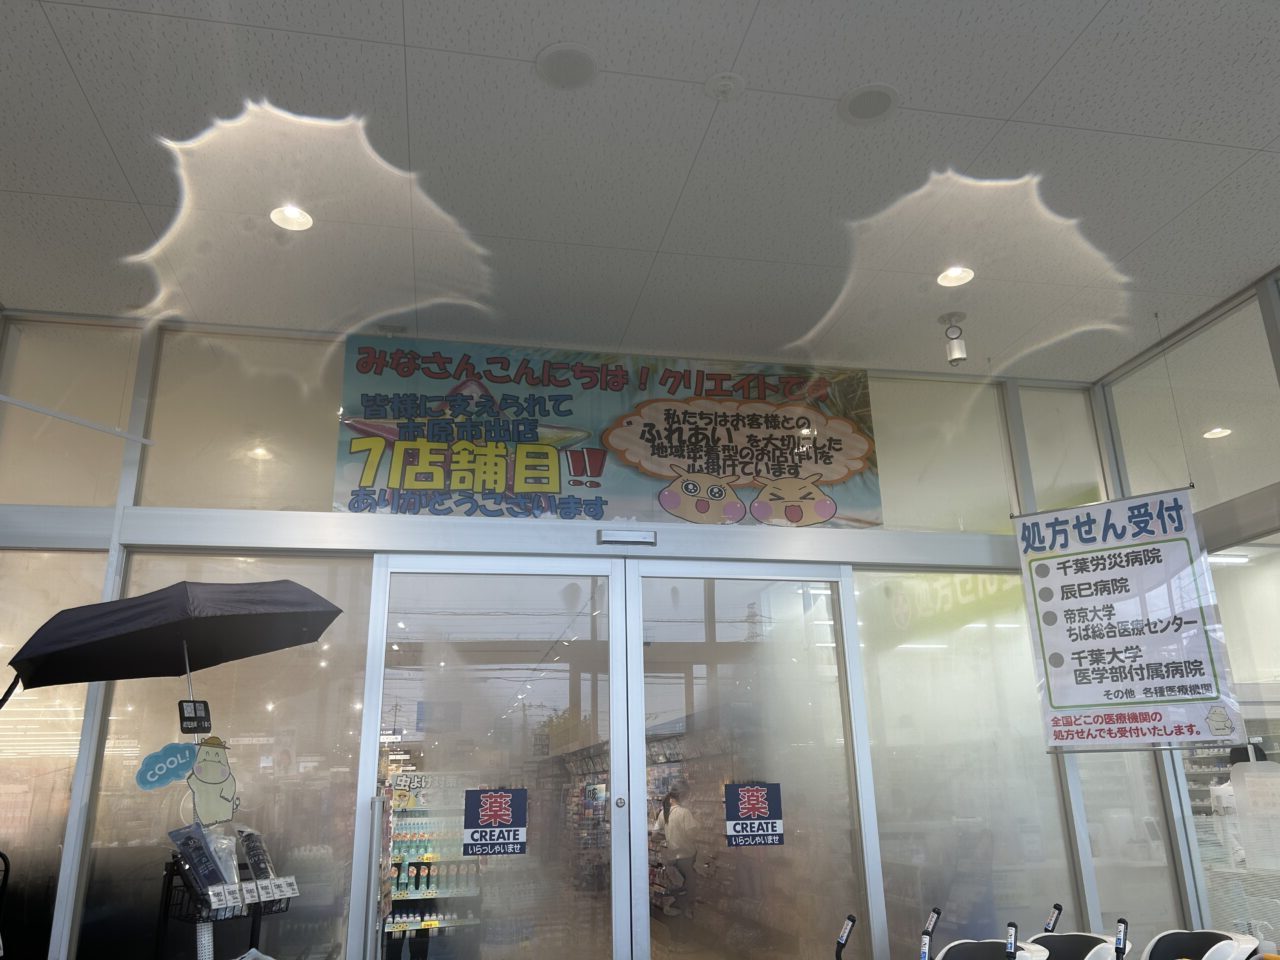 みなさんこんにちは！クリエイトです
皆様に支えられて
市原市出店
7店舗目!!
ありがとうございます
私たちはお客様との
ふれあい を大切にした
地域密着型のお店作りを
心掛けています
処方せん受付
千葉労災病院
辰巳病院
帝京大学
ちば総合医療センター
千葉大学
医学部付属病院
その他 各種医療機関
全国どこの医療機関の
処方せんでも受付いたします。
COOL!
虫よけ対策
薬
CREATE
いらっしゃいませ
薬
CREATE
いらっしゃいませ